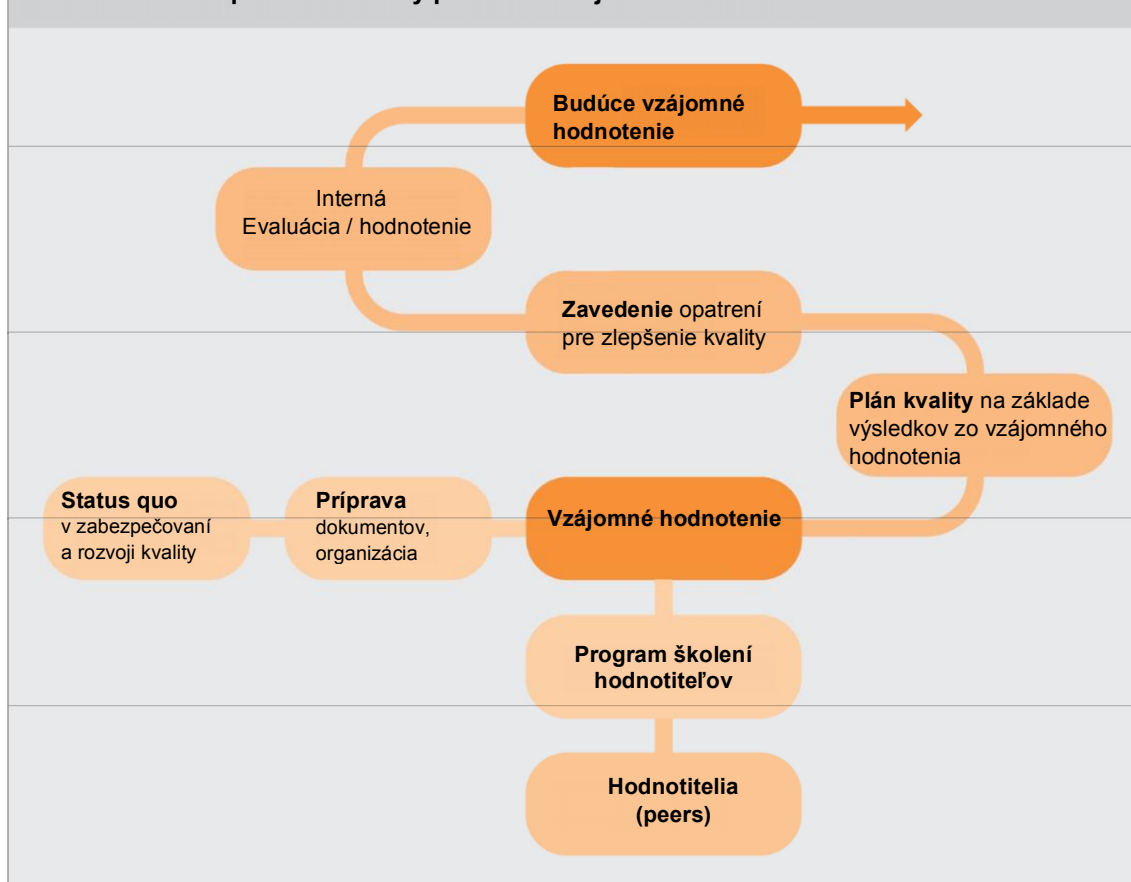 Budúce vzájomné
hodnotenie
Interná
Evaluácia / hodnotenie
Zavedenie opatrení
pre zlepšenie kvality
Plán kvality na základe
výsledkov zo vzájomného
hodnotenia
Status quo
v zabezpečovaní
a rozvoji kvality
Príprava
dokumentov,
organizácia
Vzájomné hodnotenie
Program školení
hodnotiteľov
Hodnotitelia
(peers)